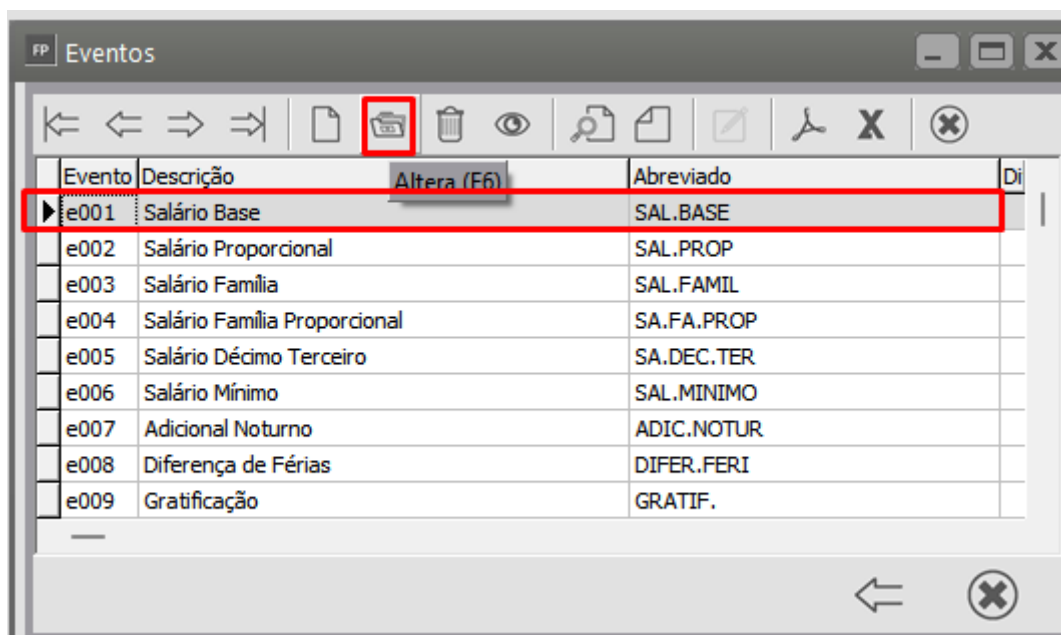 FP Eventos
X
Evento Descrição Abreviado Di
Altera (F6)
e001 Salário Base SAL.BASE
e002 Salário Proporcional SAL.PROP
e003 Salário Família SAL.FAMIL
e004 Salário Família Proporcional SA.FA.PROP
e005 Salário Décimo Terceiro SA.DEC.TER
e006 Salário Mínimo SAL.MINIMO
e007 Adicional Noturno ADIC.NOTUR
e008 Diferença de Férias DIFER.FERI
e009 Gratificação GRATIF.